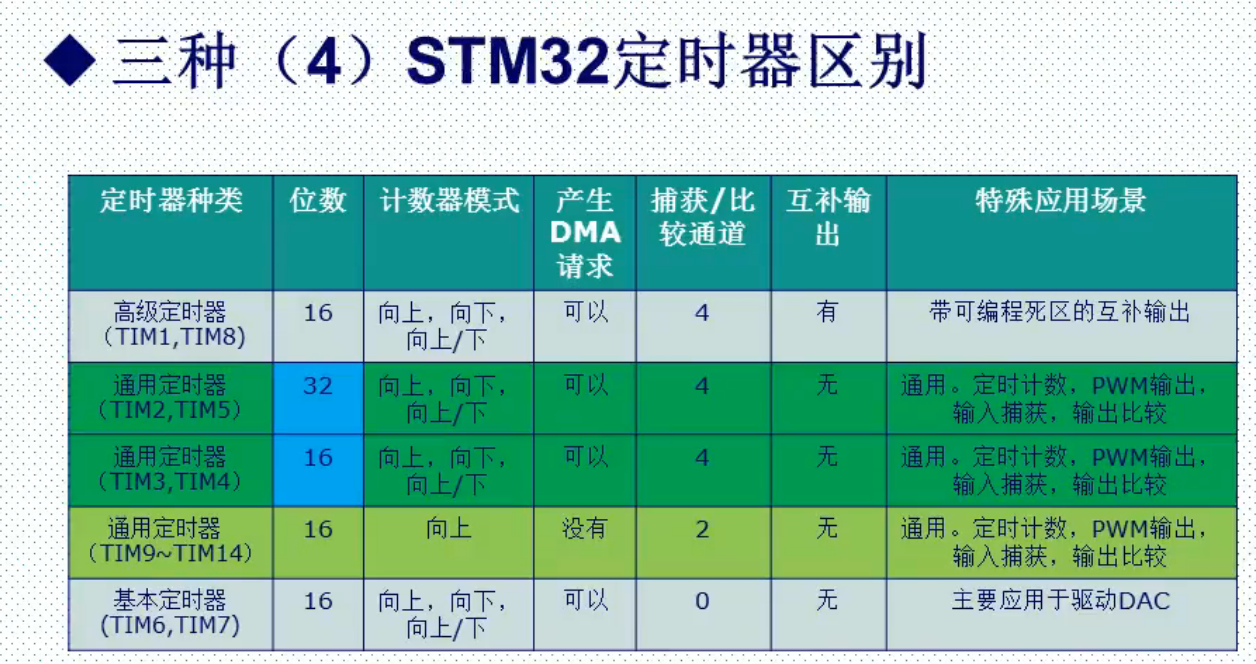 ◆三种（4）STM32定时器区别
定时器种类 位数 计数器模式 产生DMA请求 捕获/比较通道 互补输出 特殊应用场景
高级定时器（TIM1,TIM8) 16 向上，向下，向上/下 可以 4 有 带可编程死区的互补输出
通用定时器（TIM2,TIM5） 32 向上，向下，向上/下 可以 4 无 通用。定时计数，PWM输出，输入捕获，输出比较
通用定时器（TIM3,TIM4） 16 向上，向下，向上/下 可以 4 无 通用。定时计数，PWM输出，输入捕获，输出比较
通用定时器（TIM9~TIM14） 16 向上 没有 2 无 通用。定时计数，PWM输出，输入捕获，输出比较
基本定时器(TIM6,TIM7) 16 向上，向下，向上/下 可以 0 无 主要应用于驱动DAC